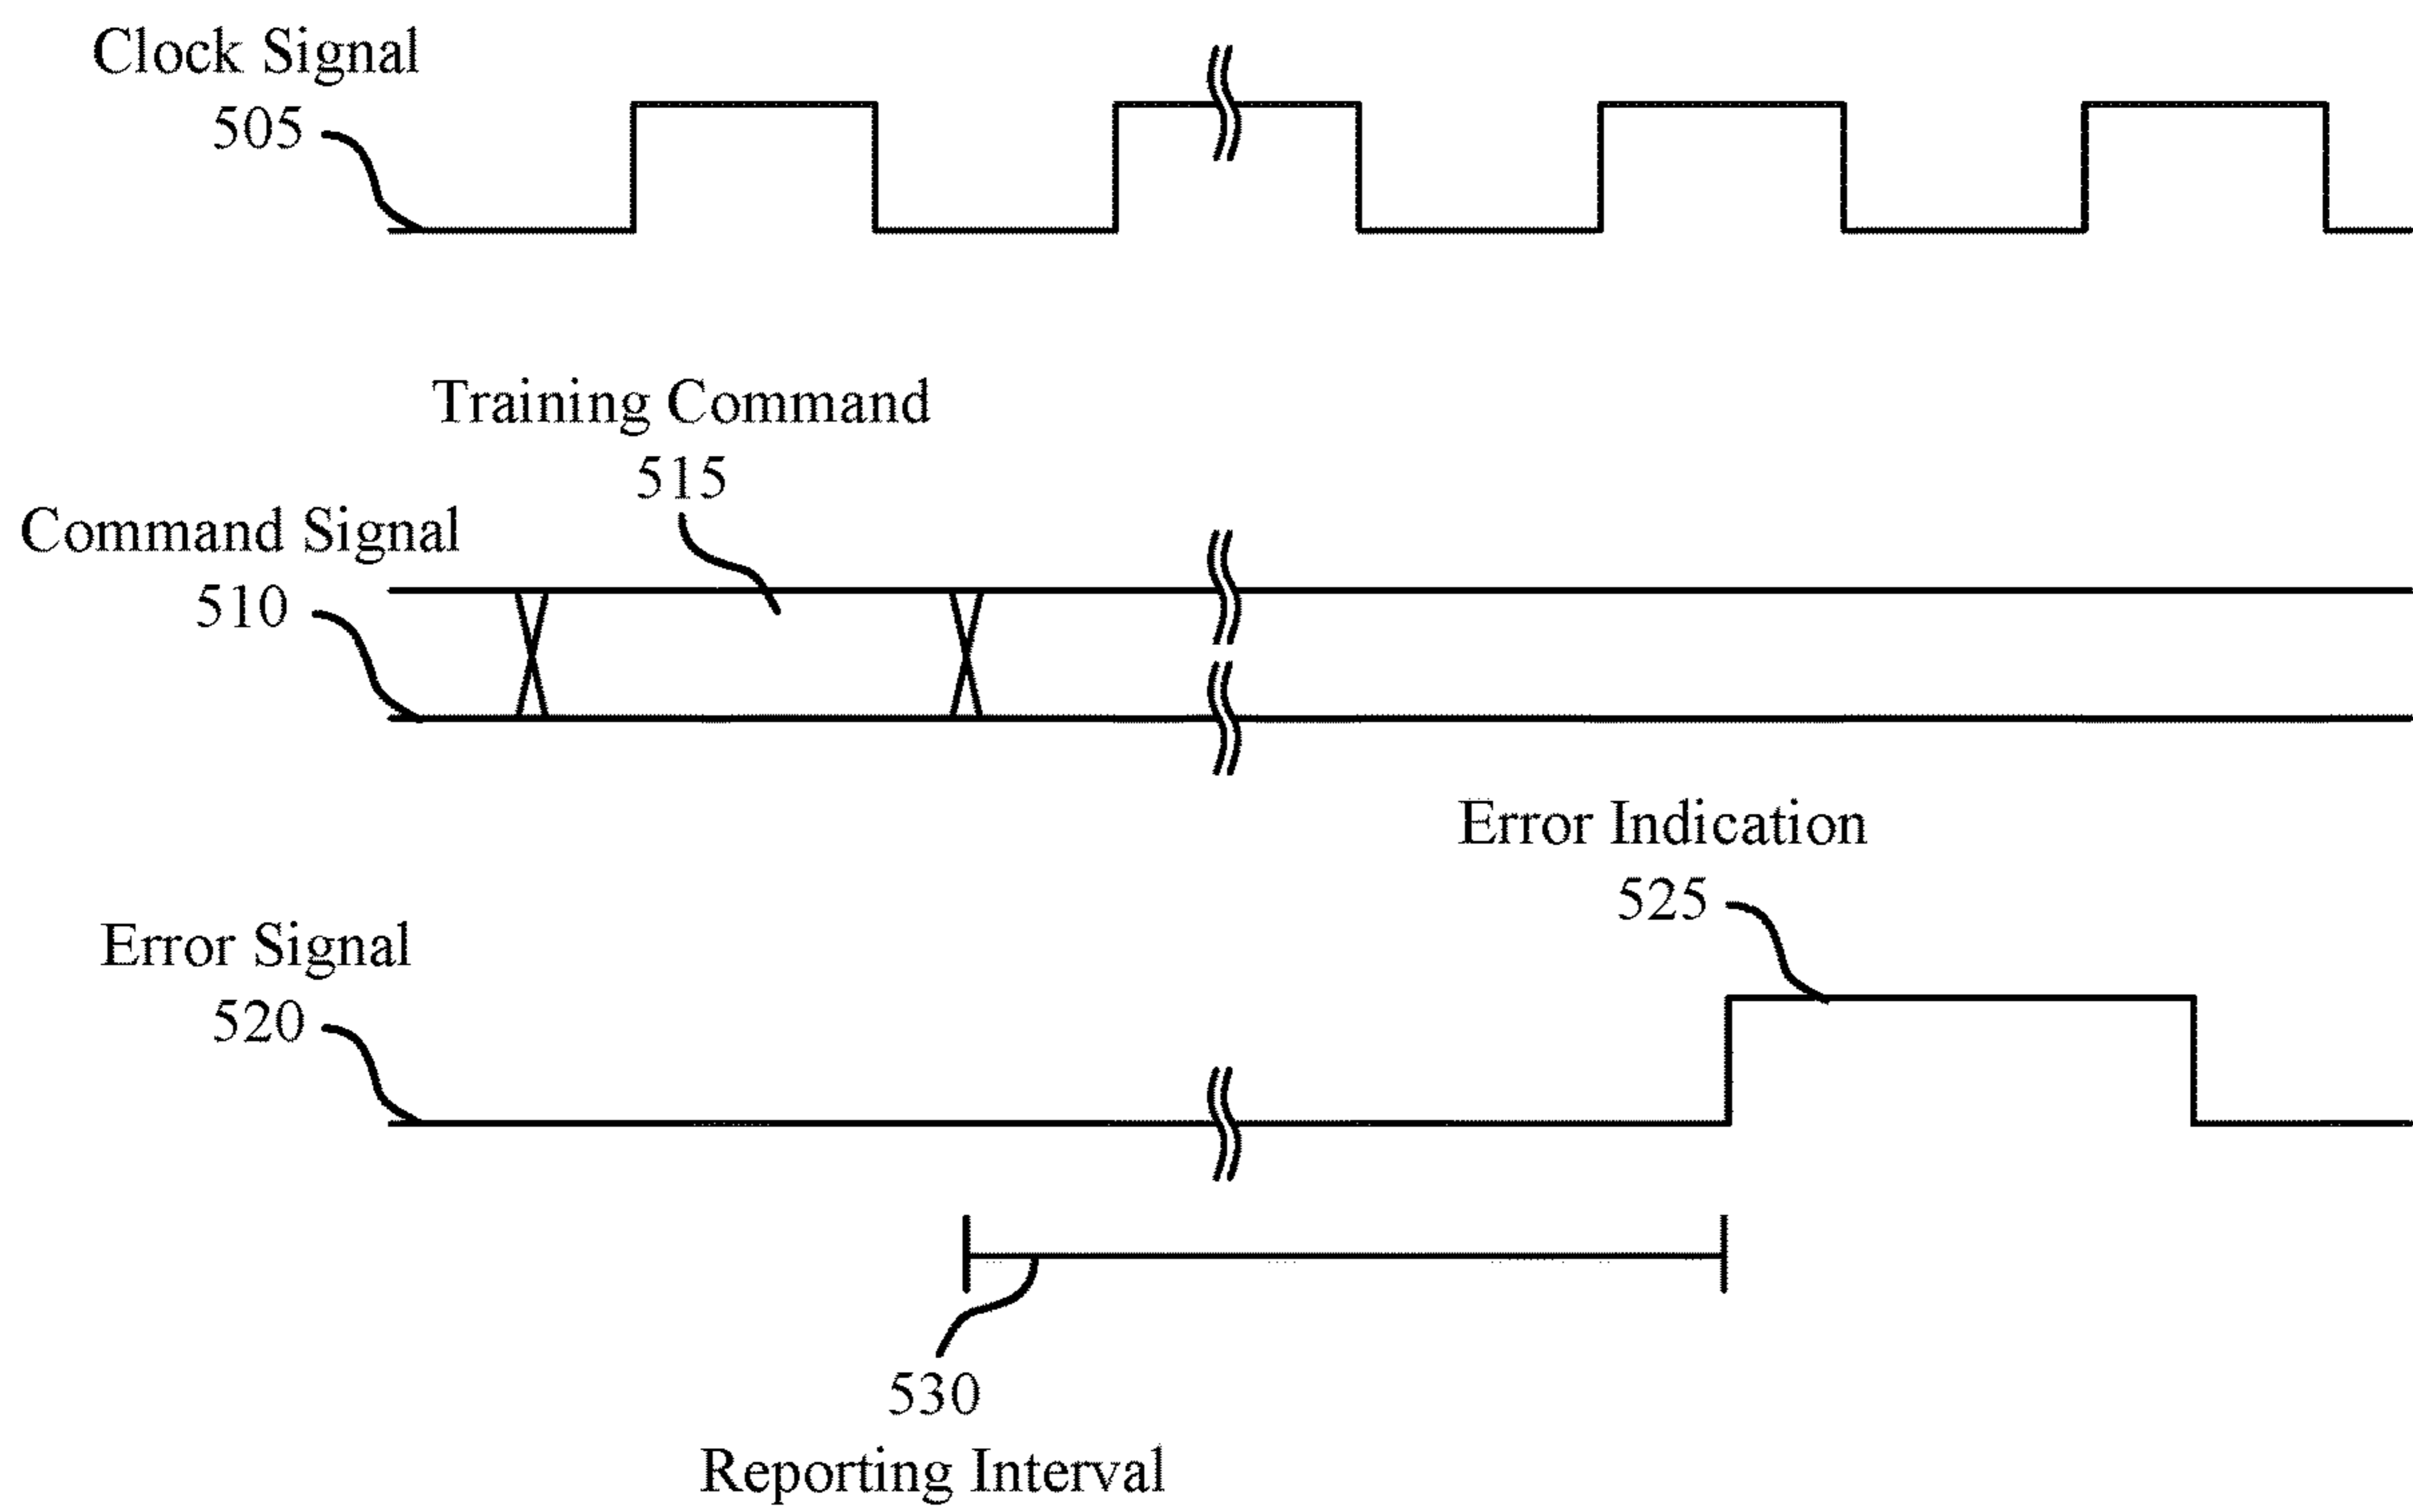 Clock Signal
505
Training Command
515
Command Signal
510
Error Indication
525
Error Signal
520
530
Reporting Interval